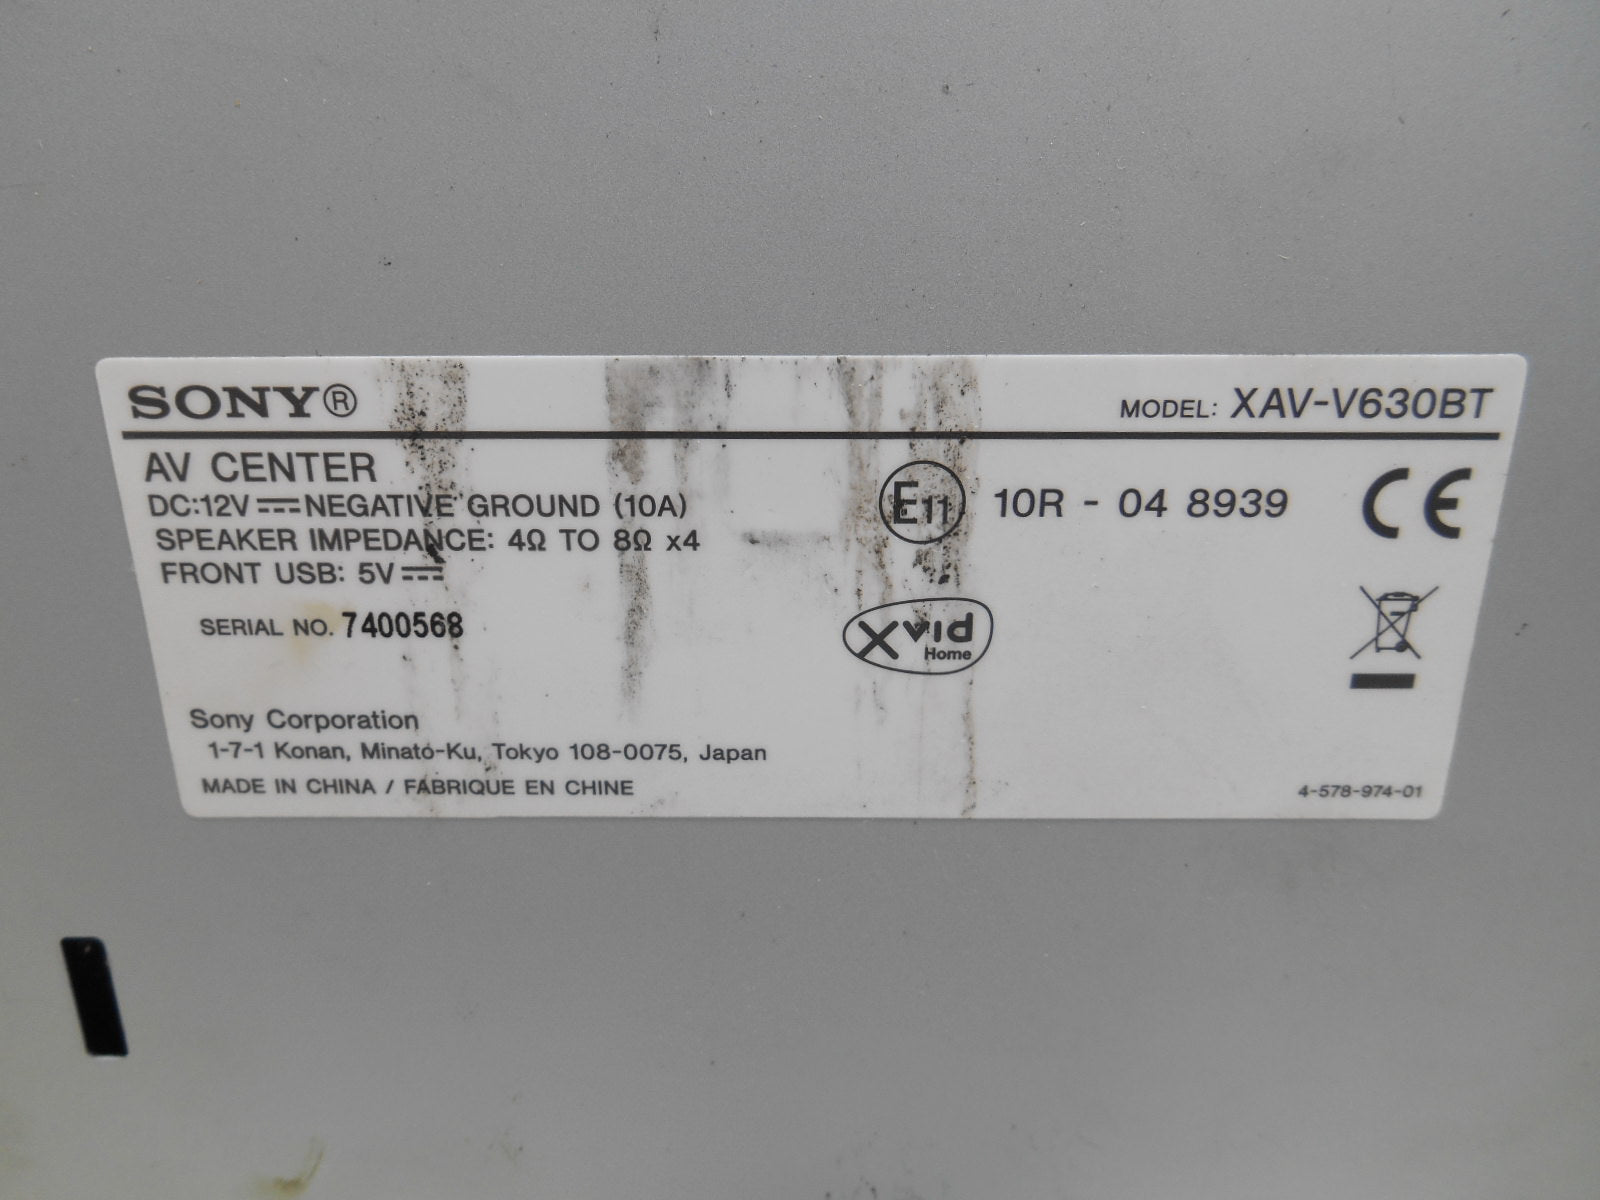 SONY®
MODEL: XAV-V630BT
AV CENTER
DC:12V ⎓ NEGATIVE GROUND (10A)
SPEAKER IMPEDANCE: 4Ω TO 8Ω x4
FRONT USB: 5V ⎓
E11 10R - 04 8939 CE
SERIAL NO. 7400568
Xvid
Home
Sony Corporation
1-7-1 Konan, Minato-Ku, Tokyo 108-0075, Japan
MADE IN CHINA / FABRIQUE EN CHINE
4-578-974-01